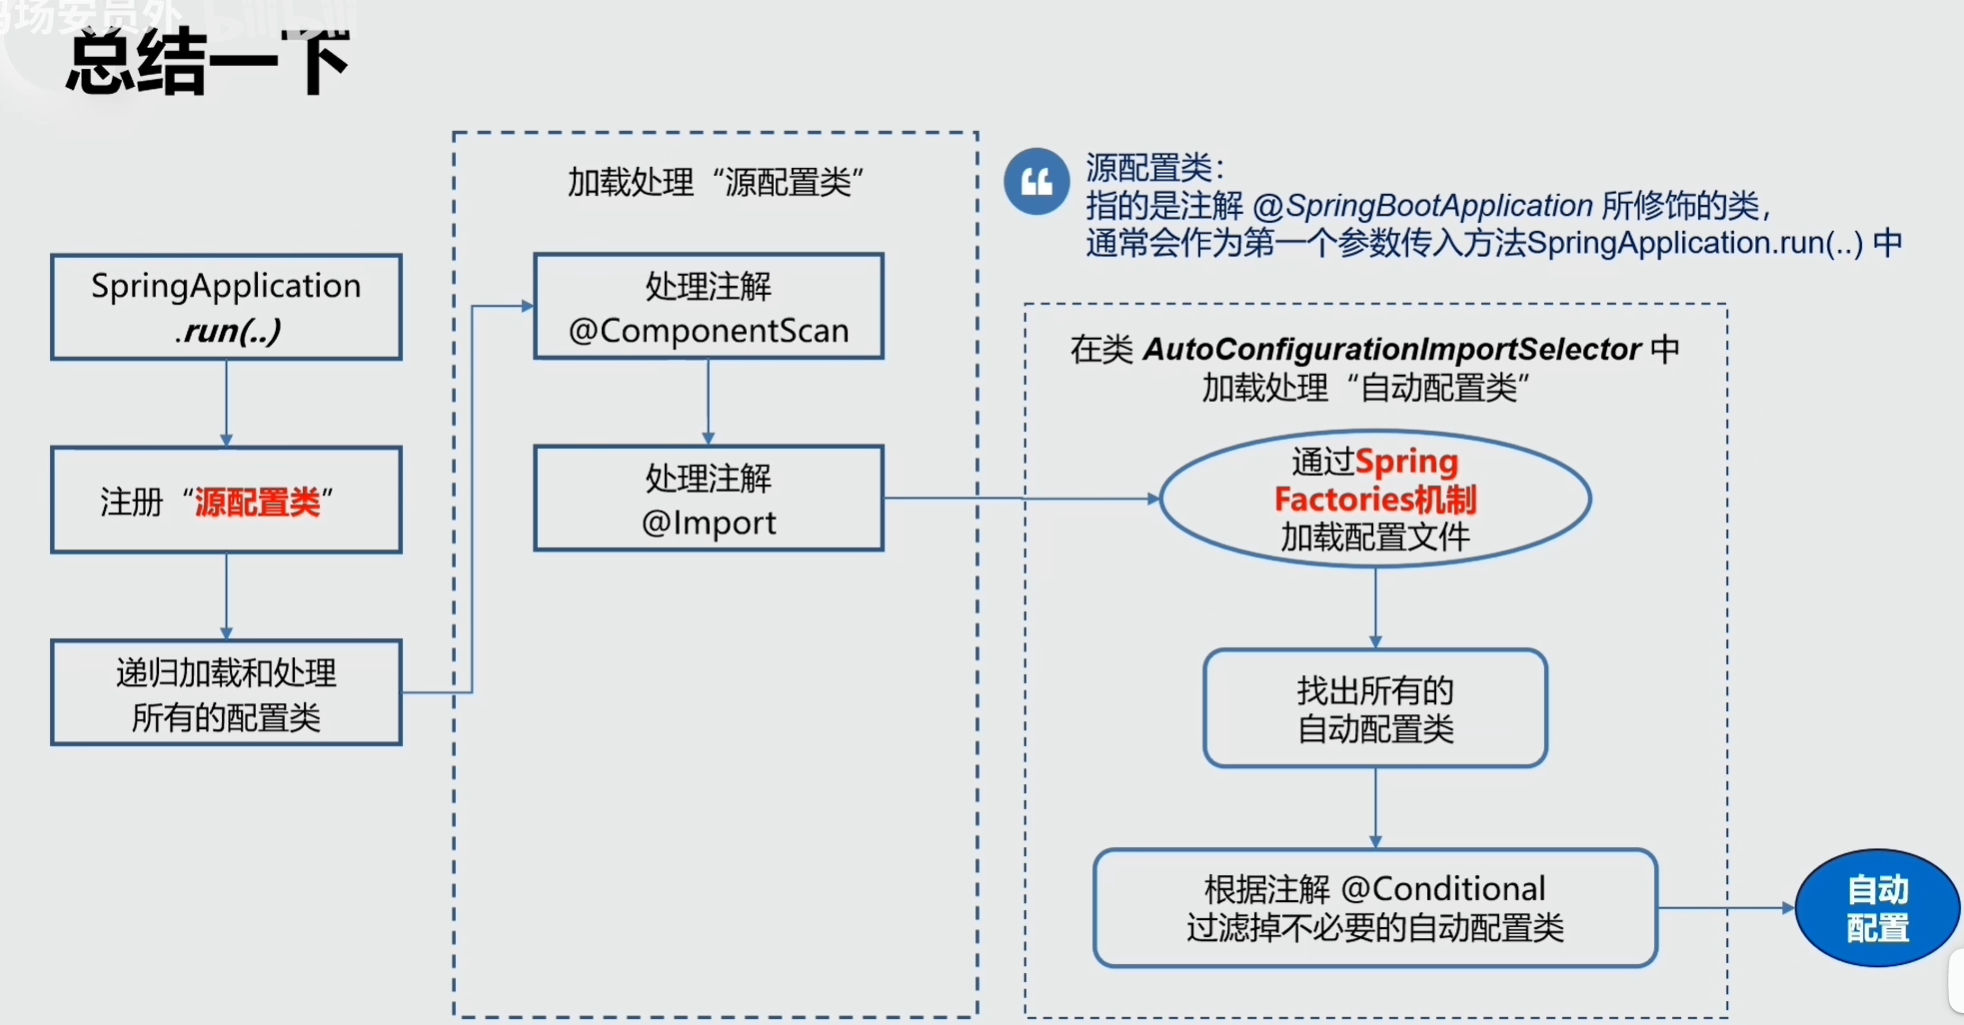 码场安员外 bilibili
总结一下
加载处理“源配置类”
源配置类：
指的是注解 @SpringBootApplication 所修饰的类，
通常会作为第一个参数传入方法SpringApplication.run(..) 中
SpringApplication
.run(..)
注册“源配置类”
递归加载和处理
所有的配置类
处理注解
@ComponentScan
处理注解
@Import
在类 AutoConfigurationImportSelector 中
加载处理“自动配置类”
通过Spring
Factories机制
加载配置文件
找出所有的
自动配置类
根据注解 @Conditional
过滤掉不必要的自动配置类
自动
配置